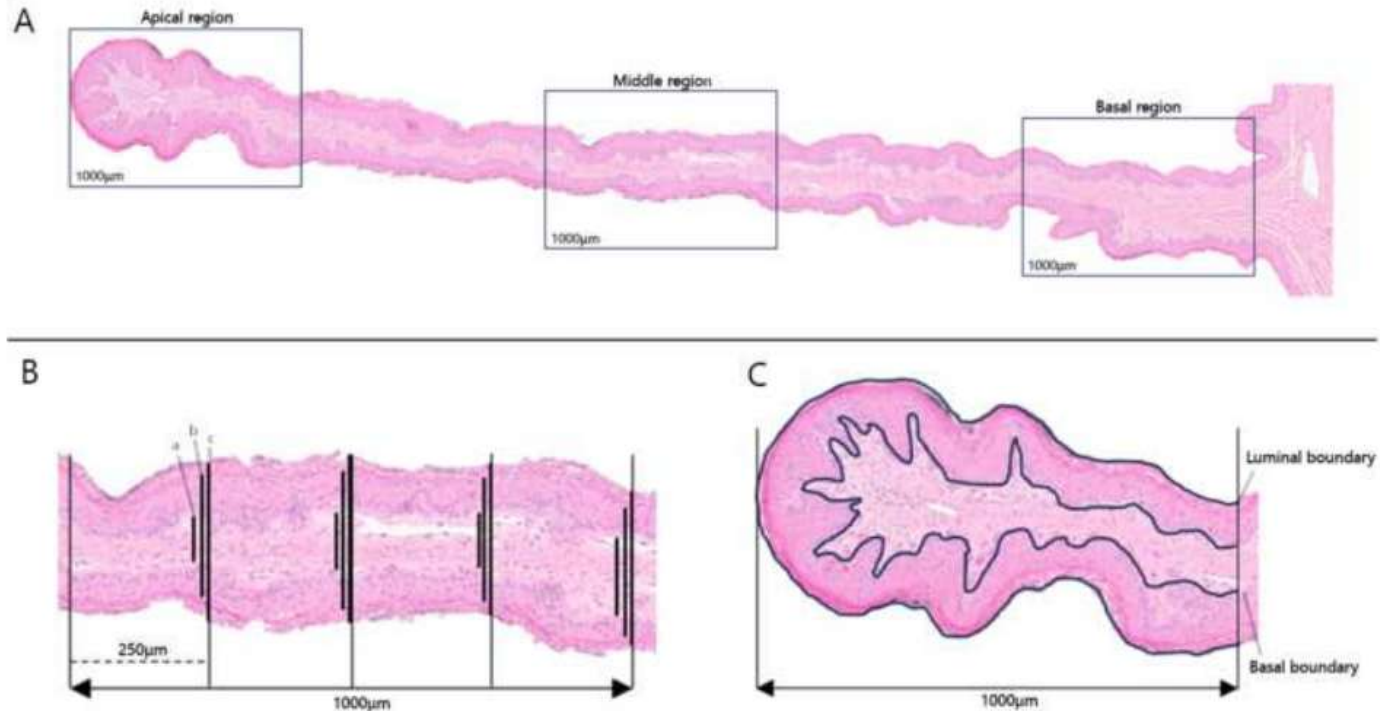 A
Apical region
1000µm
Middle region
1000µm
Basal region
1000µm
B
a
b
c
250µm
1000µm
C
Luminal boundary
Basal boundary
1000µm